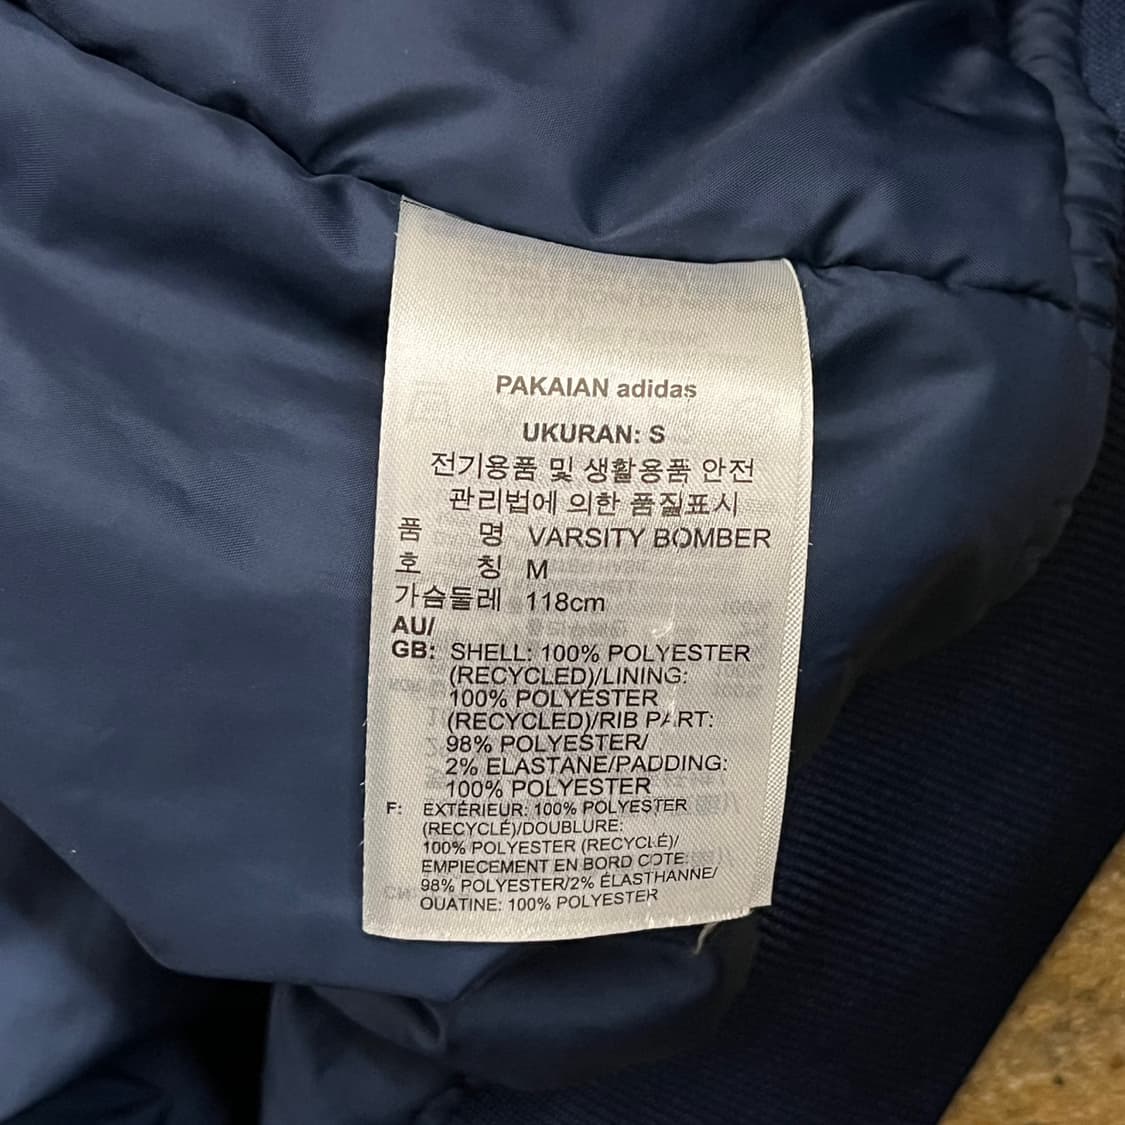 PAKAIAN adidas
UKURAN: S
전기용품 및 생활용품 안전
관리법에 의한 품질표시
품 명 VARSITY BOMBER
호 칭 M
가슴둘레 118cm
AU/
GB: SHELL: 100% POLYESTER
(RECYCLED)/LINING:
100% POLYESTER
(RECYCLED)/RIB PART:
98% POLYESTER/
2% ELASTANE/PADDING:
100% POLYESTER
F: EXTÉRIEUR: 100% POLYESTER
(RECYCLÉ)/DOUBLURE:
100% POLYESTER (RECYCLÉ)/
EMPIECEMENT EN BORD COTE:
98% POLYESTER/2% ÉLASTHANNE/
OUATINE: 100% POLYESTER